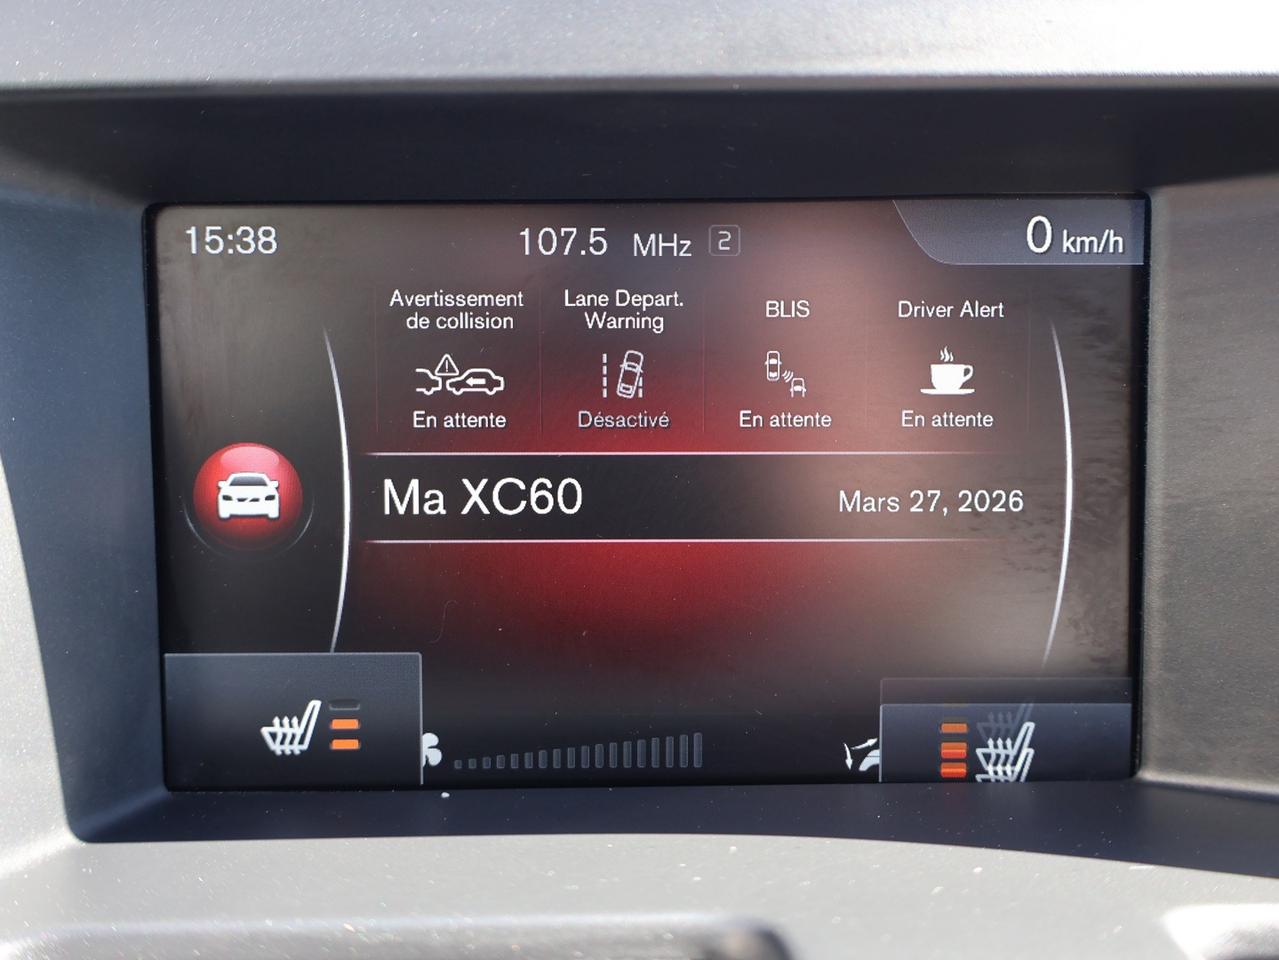 15:38 107.5 MHz 2 0 km/h
Avertissement
de collision
En attente
Lane Depart.
Warning
Désactivé
BLIS
En attente
Driver Alert
En attente
Ma XC60 Mars 27, 2026